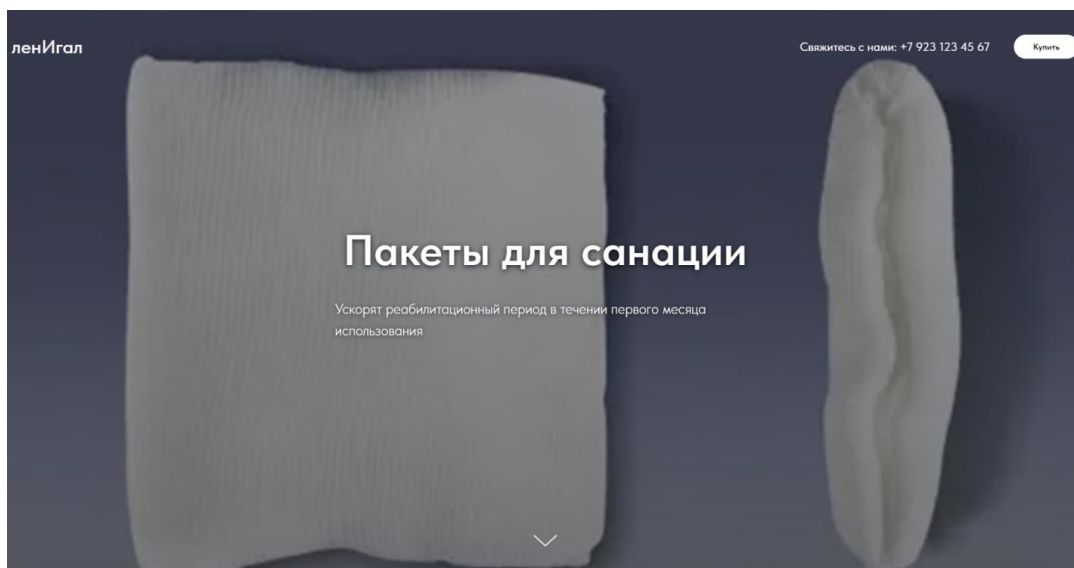 ленИгал
Свяжитесь с нами: +7 923 123 45 67
Купить
Пакеты для санации
Ускорят реабилитационный период в течении первого месяца
использования